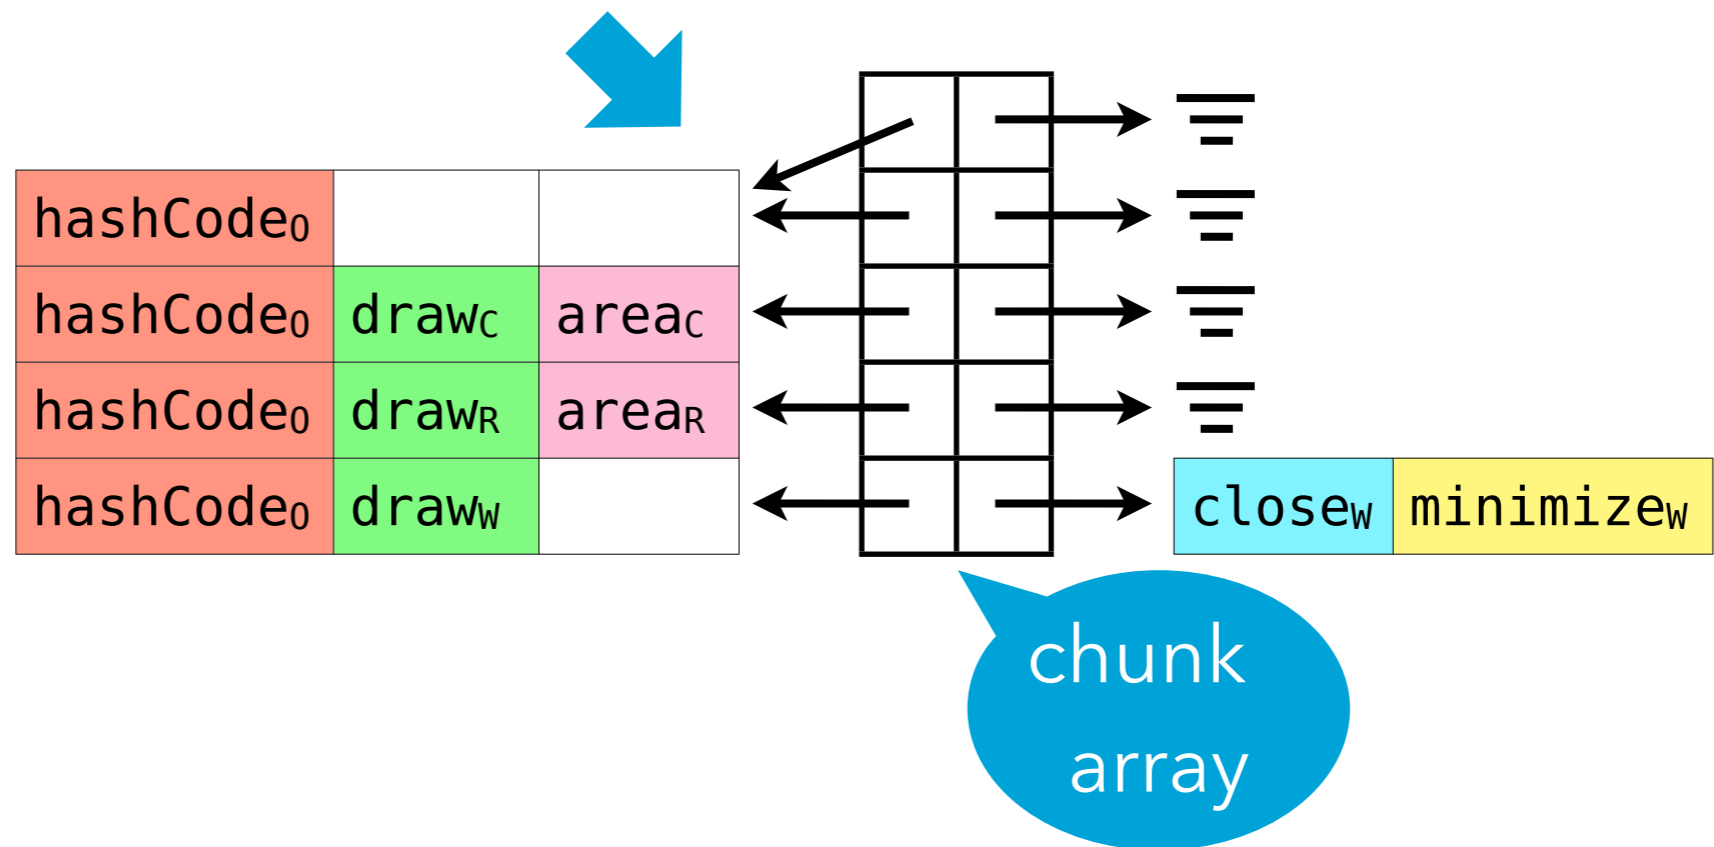 hashCodeO
hashCodeO drawC areaC
hashCodeO drawR areaR
hashCodeO drawW closeW minimizeW
chunk
array